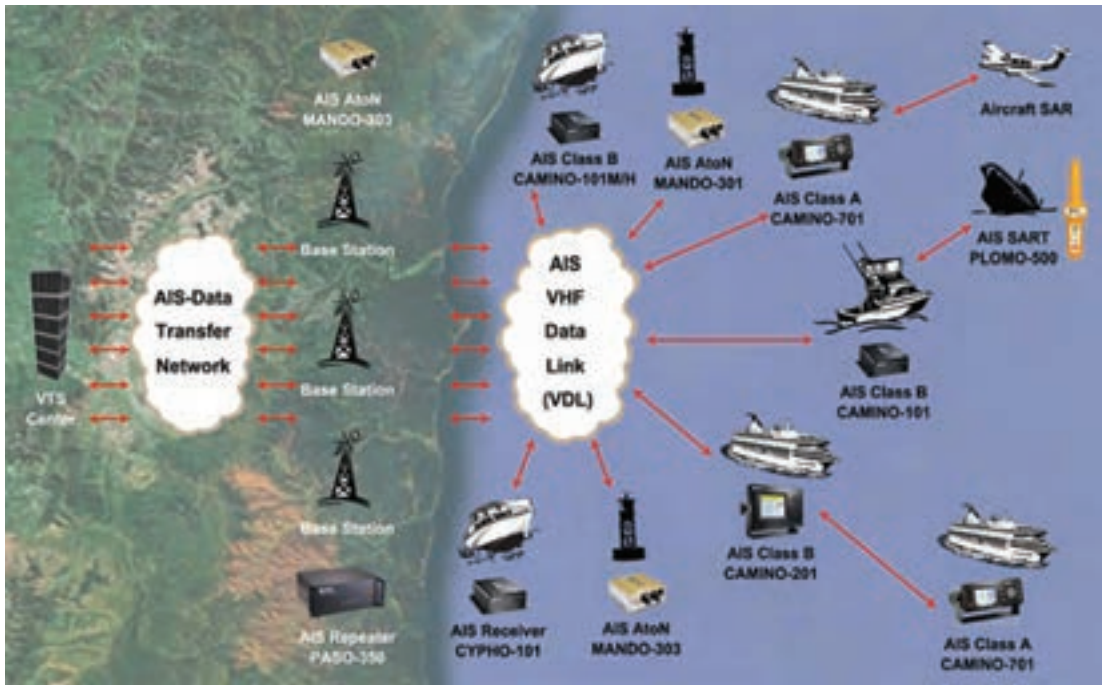 AIS AtoN
MANDO-303
AIS Class B
CAMINO-101M/H
AIS AtoN
MANDO-301
AIS Class A
CAMINO-701
Aircraft SAR
AIS SART
PLOMO-500
Base Station
AIS-Data
Transfer
Network
AIS
VHF
Data
Link
(VDL)
VTS
Center
Base Station
AIS Class B
CAMINO-101
Base Station
AIS Class B
CAMINO-201
AIS Repeater
PASO-350
AIS Receiver
CYPHO-101
AIS AtoN
MANDO-303
AIS Class A
CAMINO-701